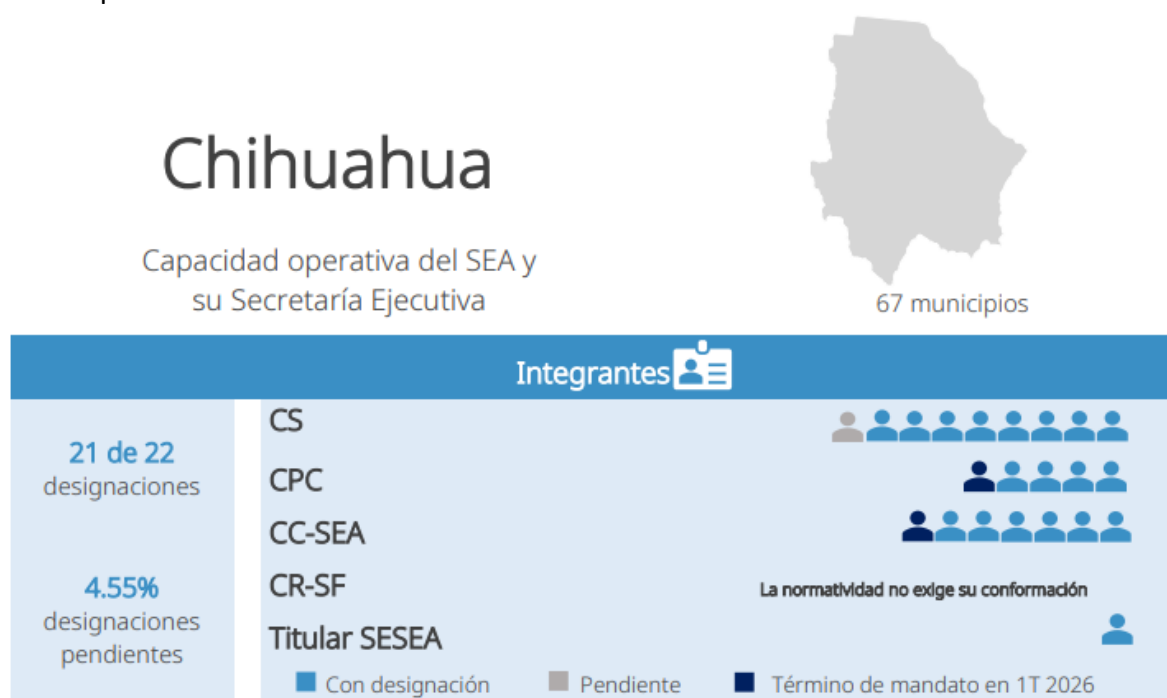 Chihuahua
Capacidad operativa del SEA y
su Secretaría Ejecutiva
67 municipios
Integrantes
21 de 22
designaciones
4.55%
designaciones
pendientes
CS
CPC
CC-SEA
CR-SF
La normatividad no exige su conformación
Titular SESEA
Con designación
Pendiente
Término de mandato en 1T 2026